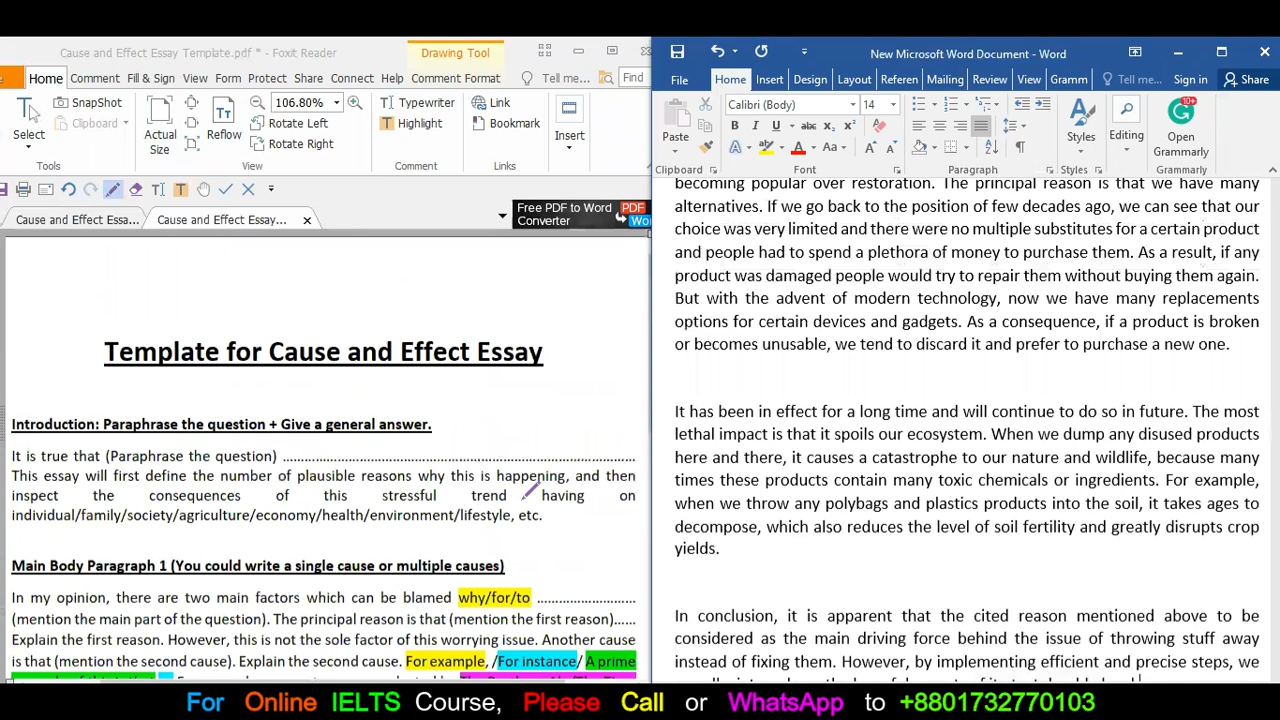 Cause and Effect Essay Template.pdf * - Foxit Reader
Drawing Tool
Home Comment Fill & Sign View Form Protect Share Connect Help Comment Format Tell me... Find
Select
SnapShot
Clipboard
Tools
Actual Size
Reflow
106.80%
Rotate Left
Rotate Right
View
Typewriter
Highlight
Comment
Link
Bookmark
Links
Insert
Cause and Effect Essa...
Cause and Effect Essay...
Free PDF to Word Converter
PDF
Template for Cause and Effect Essay
Introduction: Paraphrase the question + Give a general answer.
It is true that (Paraphrase the question) ....................................................................................
This essay will first define the number of plausible reasons why this is happening, and then
inspect the consequences of this stressful trend having on
individual/family/society/agriculture/economy/health/environment/lifestyle, etc.
Main Body Paragraph 1 (You could write a single cause or multiple causes)
In my opinion, there are two main factors which can be blamed why/for/to ........................
(mention the main part of the question). The principal reason is that (mention the first reason)......
Explain the first reason. However, this is not the sole factor of this worrying issue. Another cause
is that (mention the second cause). Explain the second cause. For example, /For instance/ A prime
New Microsoft Word Document - Word
File Home Insert Design Layout Referen Mailing Review View Gramm Tell me... Sign in Share
Paste
Clipboard
Calibri (Body)
14
B I U abc x₂ x²
Font
Paragraph
Styles
Styles
Editing
10+
Open Grammarly
Grammarly
becoming popular over restoration. The principal reason is that we have many
alternatives. If we go back to the position of few decades ago, we can see that our
choice was very limited and there were no multiple substitutes for a certain product
and people had to spend a plethora of money to purchase them. As a result, if any
product was damaged people would try to repair them without buying them again.
But with the advent of modern technology, now we have many replacements
options for certain devices and gadgets. As a consequence, if a product is broken
or becomes unusable, we tend to discard it and prefer to purchase a new one.
It has been in effect for a long time and will continue to do so in future. The most
lethal impact is that it spoils our ecosystem. When we dump any disused products
here and there, it causes a catastrophe to our nature and wildlife, because many
times these products contain many toxic chemicals or ingredients. For example,
when we throw any polybags and plastics products into the soil, it takes ages to
decompose, which also reduces the level of soil fertility and greatly disrupts crop
yields.
In conclusion, it is apparent that the cited reason mentioned above to be
considered as the main driving force behind the issue of throwing stuff away
instead of fixing them. However, by implementing efficient and precise steps, we
For Online IELTS Course, Please Call or WhatsApp to +8801732770103